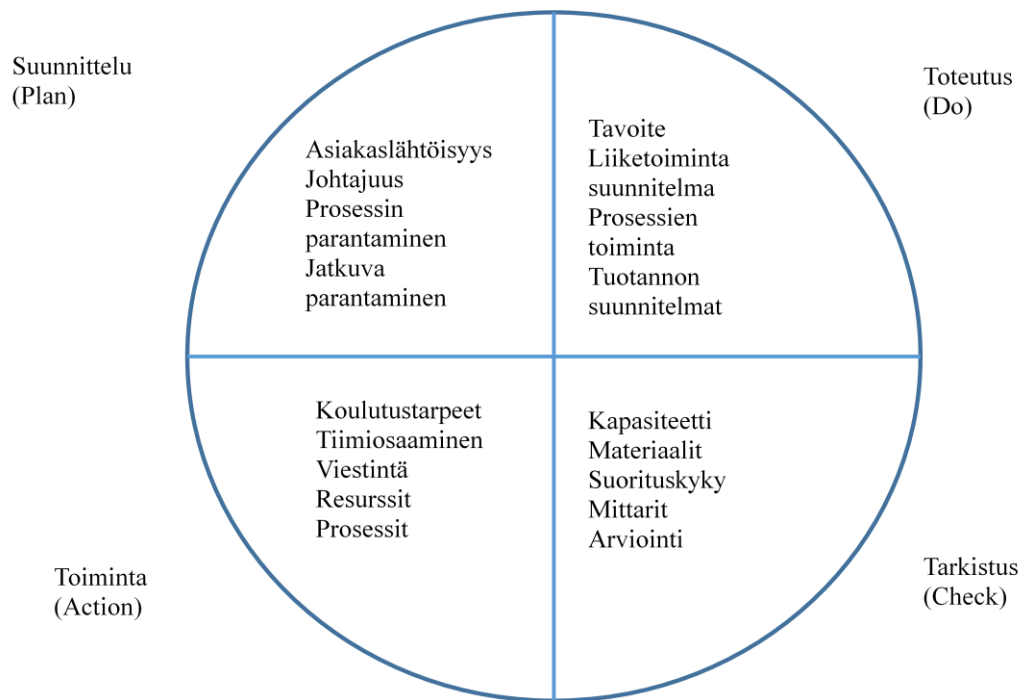 Suunnittelu
(Plan)
Toteutus
(Do)
Asiakaslähtöisyys
Johtajuus
Prosessin
parantaminen
Jatkuva
parantaminen
Tavoite
Liiketoiminta
suunnitelma
Prosessien
toiminta
Tuotannon
suunnitelmat
Koulutustarpeet
Tiimiosaaminen
Viestintä
Resurssit
Prosessit
Kapasiteetti
Materiaalit
Suorituskyky
Mittarit
Arviointi
Toiminta
(Action)
Tarkistus
(Check)